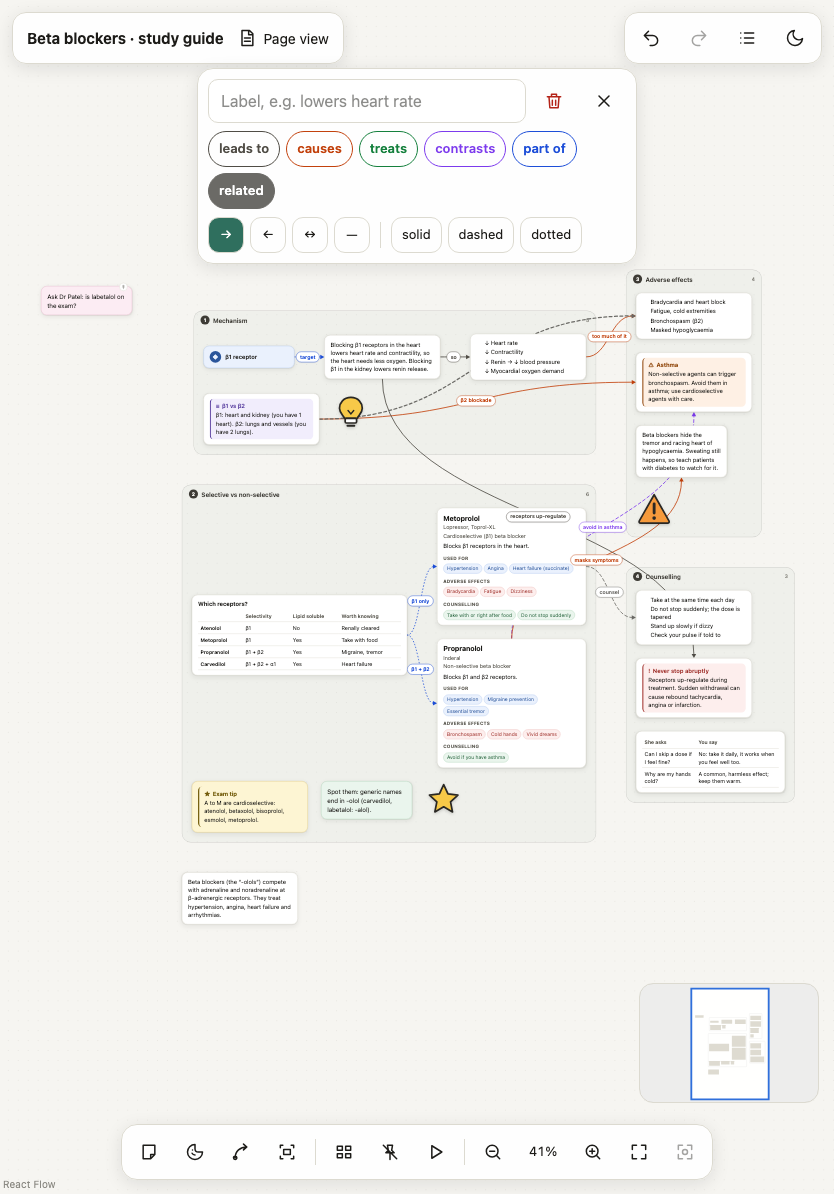 Beta blockers · study guide
Page view
Label, e.g. lowers heart rate
leads to
causes
treats
contrasts
part of
related
solid
dashed
dotted
Ask Dr Patel: is labetalol on
the exam?
1 Mechanism
β1 receptor
target
Blocking β1 receptors in the heart
lowers heart rate and contractility, so
the heart needs less oxygen. Blocking
β1 in the kidney lowers renin release.
so
↓ Heart rate
↓ Contractility
↓ Renin → ↓ blood pressure
↓ Myocardial oxygen demand
too much of it
≠ β1 vs β2
β1: heart and kidney (you have 1
heart). β2: lungs and vessels (you
have 2 lungs).
β2 blockade
3 Adverse effects
4
Bradycardia and heart block
Fatigue, cold extremities
Bronchospasm (β2)
Masked hypoglycaemia
⚠ Asthma
Non-selective agents can trigger
bronchospasm. Avoid them in
asthma; use cardioselective
agents with care.
Beta blockers hide the
tremor and racing heart of
hypoglycaemia. Sweating still
happens, so teach patients
with diabetes to watch for it.
2 Selective vs non-selective
6
Which receptors?
Selectivity Lipid soluble Worth knowing
Atenolol β1 No Renally cleared
Metoprolol β1 Yes Take with food
Propranolol β1 + β2 Yes Migraine, tremor
Carvedilol β1 + β2 + α1 Yes Heart failure
β1 only
β1 + β2
Metoprolol
receptors up-regulate
Lopressor, Toprol-XL
Cardioselective (β1) beta blocker
Blocks β1 receptors in the heart.
USED FOR
Hypertension Angina Heart failure (succinate)
ADVERSE EFFECTS
Bradycardia Fatigue Dizziness
COUNSELLING
Take with or right after food Do not stop suddenly
avoid in asthma
masks symptoms
counsel
Propranolol
Inderal
Non-selective beta blocker
Blocks β1 and β2 receptors.
USED FOR
Hypertension Migraine prevention
Essential tremor
ADVERSE EFFECTS
Bronchospasm Cold hands Vivid dreams
COUNSELLING
Avoid if you have asthma
4 Counselling
3
Take at the same time each day
Do not stop suddenly; the dose is
tapered
Stand up slowly if dizzy
Check your pulse if told to
! Never stop abruptly
Receptors up-regulate during
treatment. Sudden withdrawal can
cause rebound tachycardia,
angina or infarction.
She asks You say
Can I skip a dose if No: take it daily, it works when
I feel fine? you feel well too.
Why are my hands A common, harmless effect;
cold? keep them warm.
★ Exam tip
A to M are cardioselective:
atenolol, betaxolol, bisoprolol,
esmolol, metoprolol.
Spot them: generic names
end in -olol (carvedilol,
labetalol: -alol).
Beta blockers (the "-olols") compete
with adrenaline and noradrenaline at
β-adrenergic receptors. They treat
hypertension, angina, heart failure and
arrhythmias.
41%
React Flow